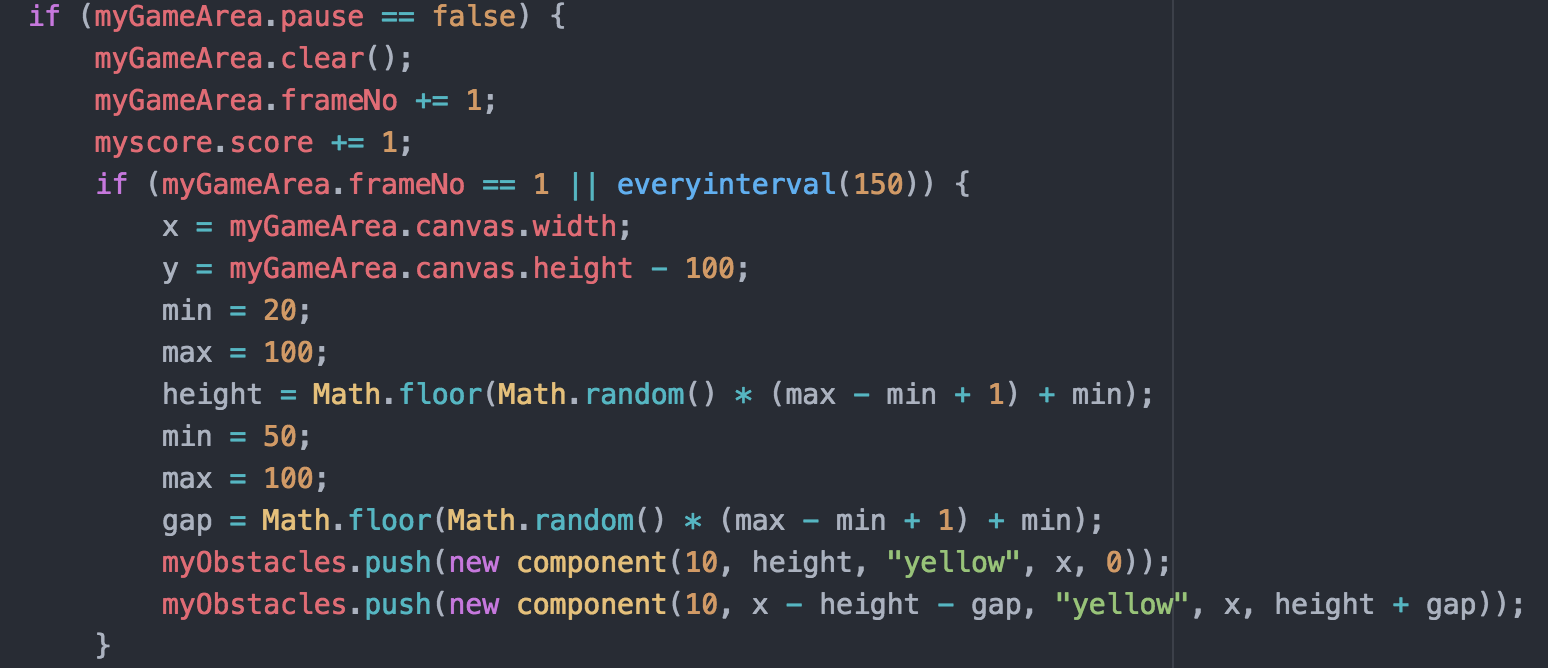 if (myGameArea.pause == false) {
    myGameArea.clear();
    myGameArea.frameNo += 1;
    myscore.score += 1;
    if (myGameArea.frameNo == 1 || everyinterval(150)) {
        x = myGameArea.canvas.width;
        y = myGameArea.canvas.height - 100;
        min = 20;
        max = 100;
        height = Math.floor(Math.random() * (max - min + 1) + min);
        min = 50;
        max = 100;
        gap = Math.floor(Math.random() * (max - min + 1) + min);
        myObstacles.push(new component(10, height, "yellow", x, 0));
        myObstacles.push(new component(10, x - height - gap, "yellow", x, height + gap));
    }